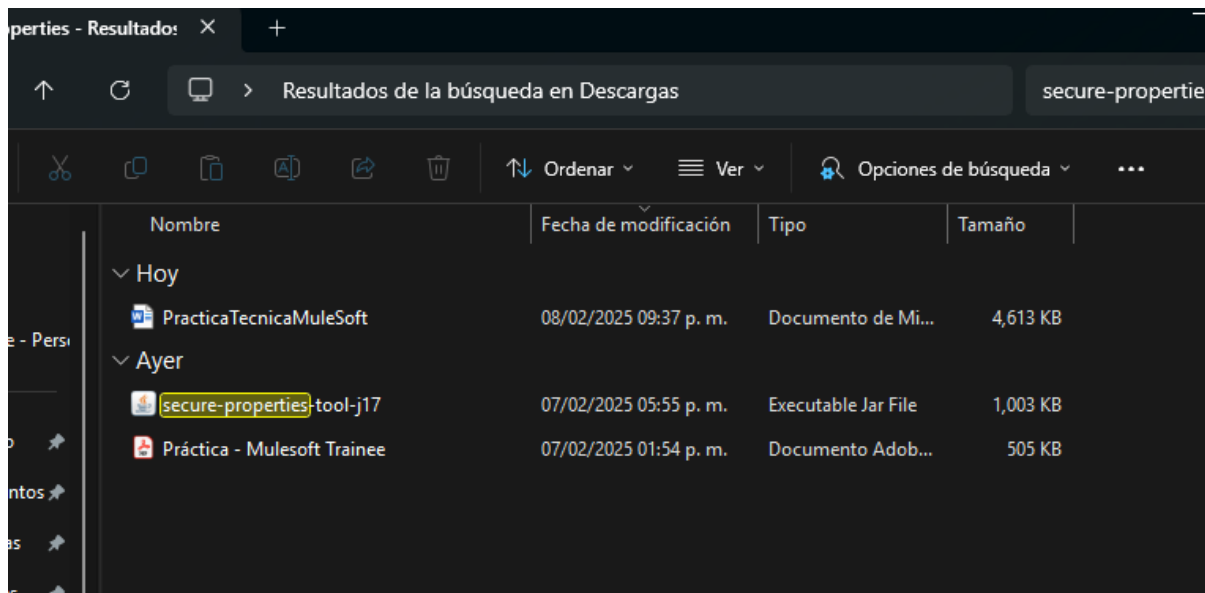 perties - Resultados
Resultados de la búsqueda en Descargas
secure-propertie
Ordenar
Ver
Opciones de búsqueda
Nombre
Fecha de modificación
Tipo
Tamaño
Hoy
PracticaTecnicaMuleSoft
08/02/2025 09:37 p. m.
Documento de Mi...
4,613 KB
e - Pers
Ayer
secure-properties-tool-j17
07/02/2025 05:55 p. m.
Executable Jar File
1,003 KB
Práctica - Mulesoft Trainee
07/02/2025 01:54 p. m.
Documento Adob...
505 KB
ntos
as